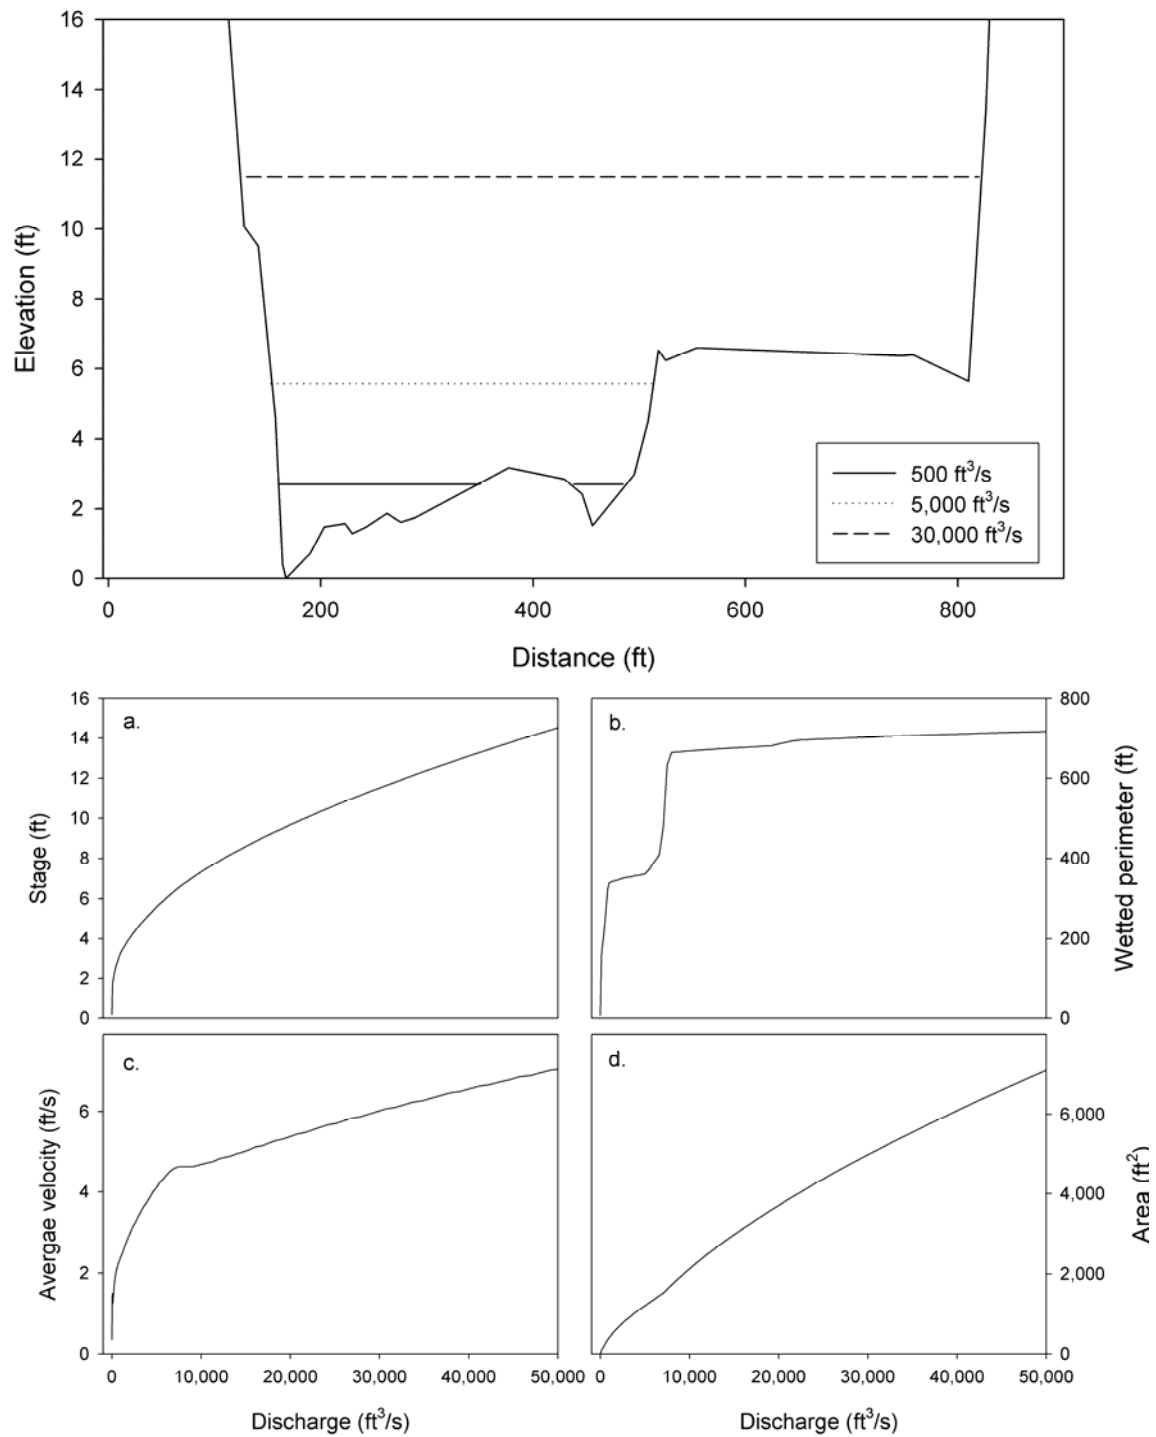 16
14
12
10
8
6
4
2
0
Elevation (ft)
500 ft³/s
5,000 ft³/s
30,000 ft³/s
0 200 400 600 800
Distance (ft)
a.
16
14
12
10
8
6
4
2
0
Stage (ft)
b.
800
600
400
200
0
Wetted perimeter (ft)
c.
6
4
2
0
Avergae velocity (ft/s)
0 10,000 20,000 30,000 40,000 50,000
Discharge (ft³/s)
d.
6,000
4,000
2,000
0
Area (ft²)
0 10,000 20,000 30,000 40,000 50,000
Discharge (ft³/s)